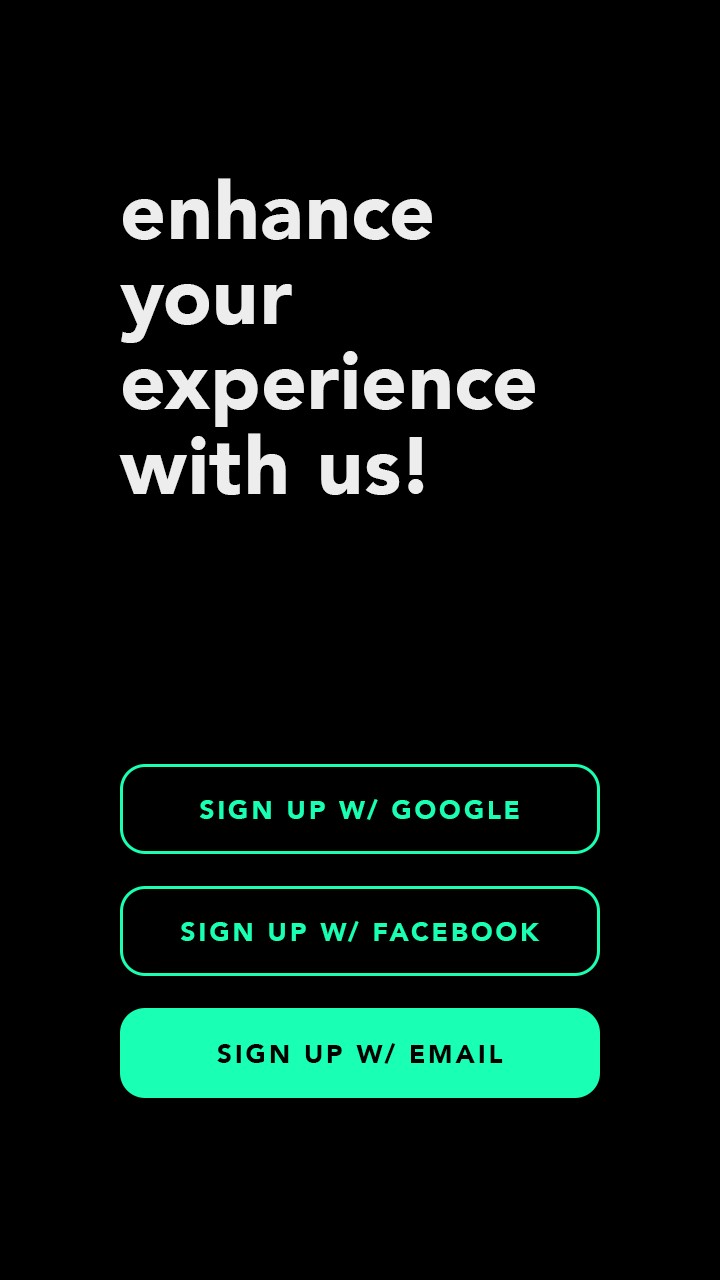 enhance
your
experience
with us!
SIGN UP W/ GOOGLE
SIGN UP W/ FACEBOOK
SIGN UP W/ EMAIL